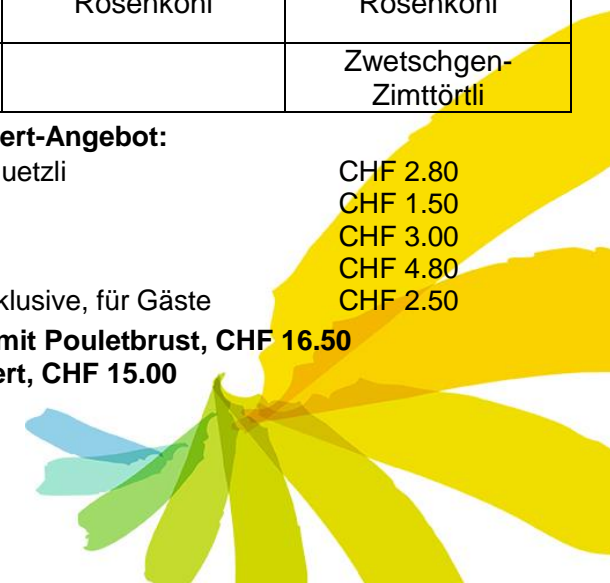 Rosenkohl Rosenkohl
Zwetschgen-
Zimttörtli
ert-Angebot:
uetzli CHF 2.80
CHF 1.50
CHF 3.00
CHF 4.80
klusive, für Gäste CHF 2.50
mit Pouletbrust, CHF 16.50
ert, CHF 15.00